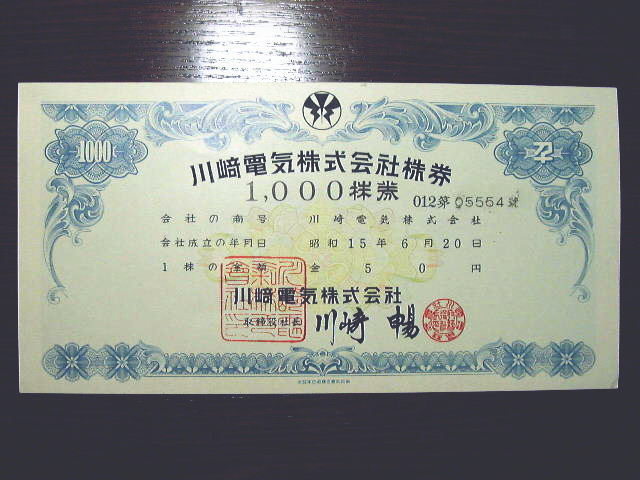 1000
川﨑電気株式会社株券
1,000株券
012第05554號
会社の商号 川﨑電気株式会社
会社成立の年月日 昭和15年6月20日
1株の金額 金50円
川﨑電気株式会社
取締役社長 川﨑 暢